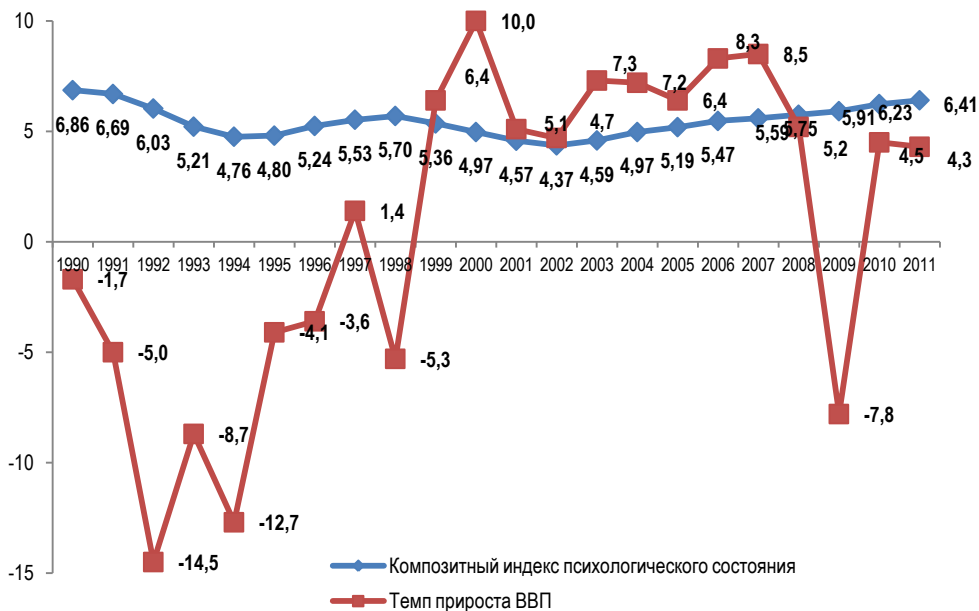 10
5
0
-5
-10
-15
6,86 6,69 6,03 5,21 4,76 4,80 5,24 5,53 5,70 5,36 4,97 4,57 4,37 4,59 4,97 5,19 5,47 5,59 5,75 5,91 6,23 6,41
1990 1991 1992 1993 1994 1995 1996 1997 1998 1999 2000 2001 2002 2003 2004 2005 2006 2007 2008 2009 2010 2011
-1,7 -5,0 -14,5 -8,7 -12,7 -4,1 -3,6 1,4 -5,3 6,4 10,0 5,1 4,7 7,3 7,2 6,4 8,3 8,5 5,2 -7,8 4,5 4,3
Композитный индекс психологического состояния
Темп прироста ВВП